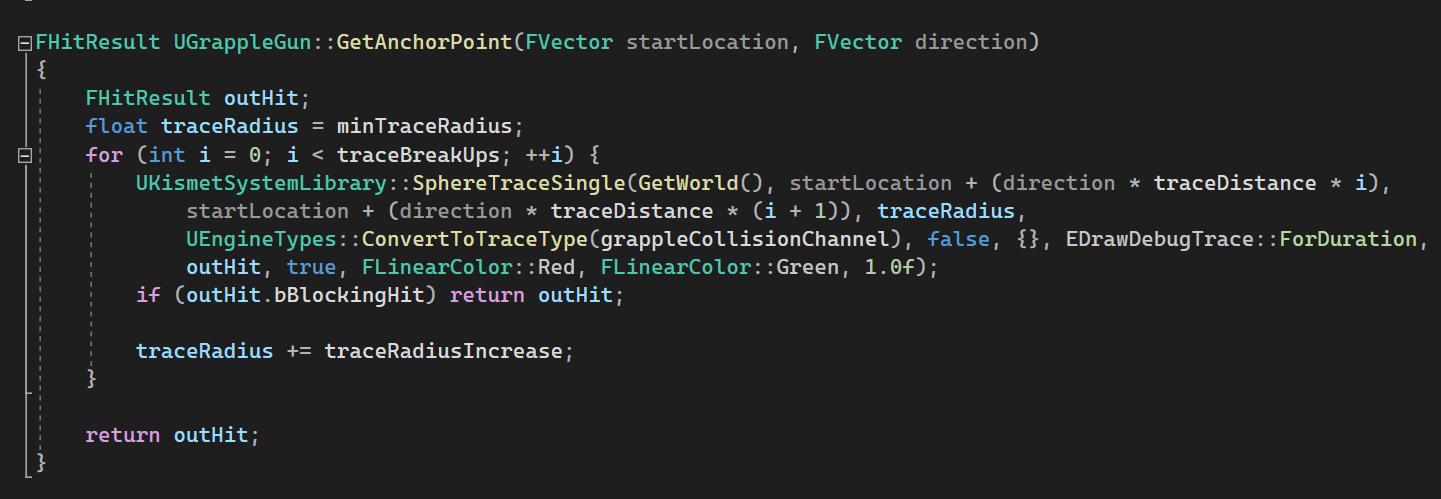 FHitResult UGrappleGun::GetAnchorPoint(FVector startLocation, FVector direction)
{
    FHitResult outHit;
    float traceRadius = minTraceRadius;
    for (int i = 0; i < traceBreakUps; ++i) {
        UKismetSystemLibrary::SphereTraceSingle(GetWorld(), startLocation + (direction * traceDistance * i),
            startLocation + (direction * traceDistance * (i + 1)), traceRadius,
            UEngineTypes::ConvertToTraceType(grappleCollisionChannel), false, {}, EDrawDebugTrace::ForDuration,
            outHit, true, FLinearColor::Red, FLinearColor::Green, 1.0f);
        if (outHit.bBlockingHit) return outHit;

        traceRadius += traceRadiusIncrease;
    }

    return outHit;
}